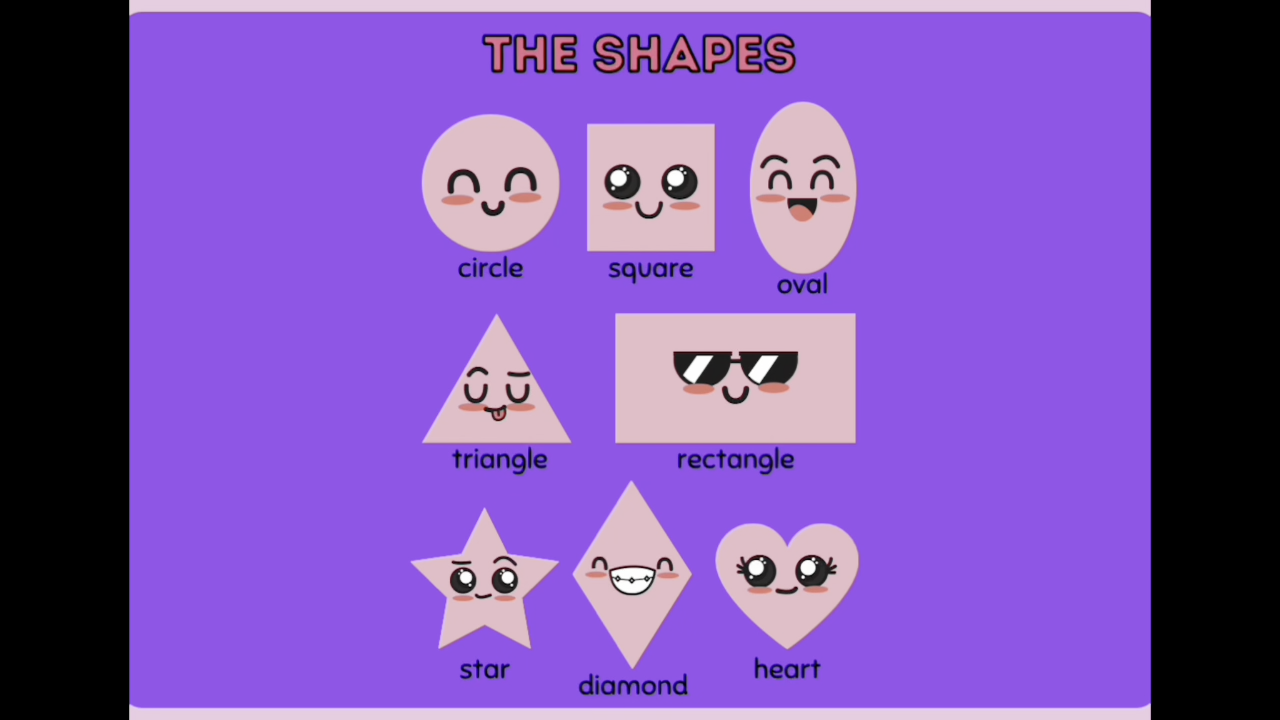 THE SHAPES
circle
square
oval
triangle
rectangle
star
diamond
heart